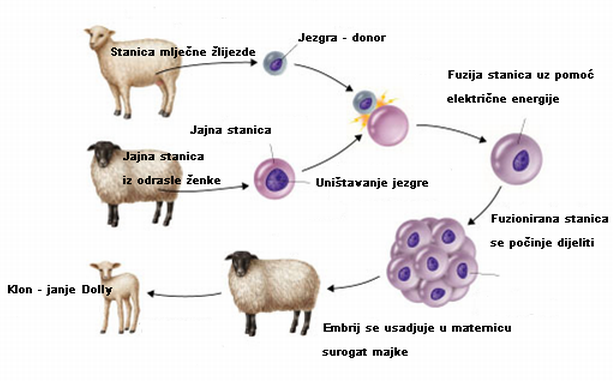 Stanica mlječne žlijezde
Jezgra - donor
Fuzija stanica uz pomoć
električne energije
Jajna stanica
Jajna stanica
iz odrasle ženke
Uništavanje jezgre
Fuzionirana stanica
se počinje dijeliti
Klon - janje Dolly
Embrij se usadjuje u maternicu
surogat majke